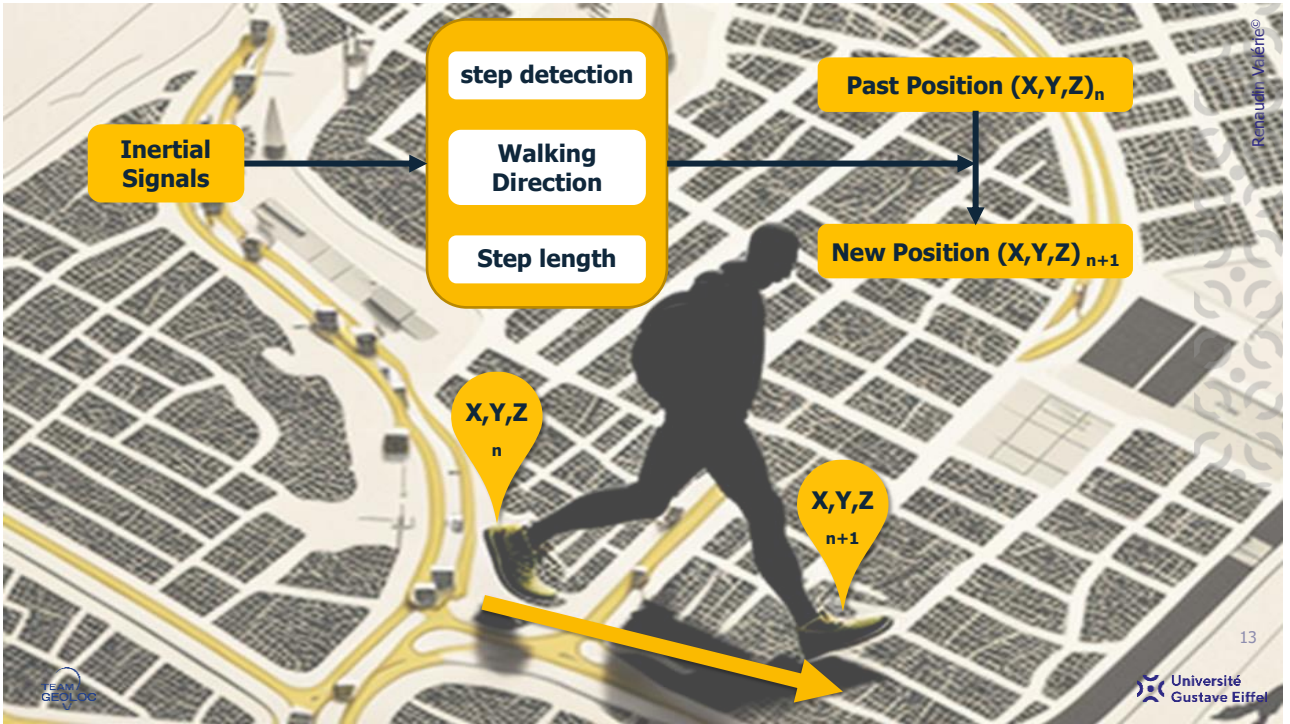 step detection
Walking
Direction
Step length
Inertial
Signals
Past Position (X,Y,Z)n
New Position (X,Y,Z) n+1
X,Y,Z
n
X,Y,Z
n+1
Renaudin Valérie©
13
TEAM
GEOLOC
Université
Gustave Eiffel